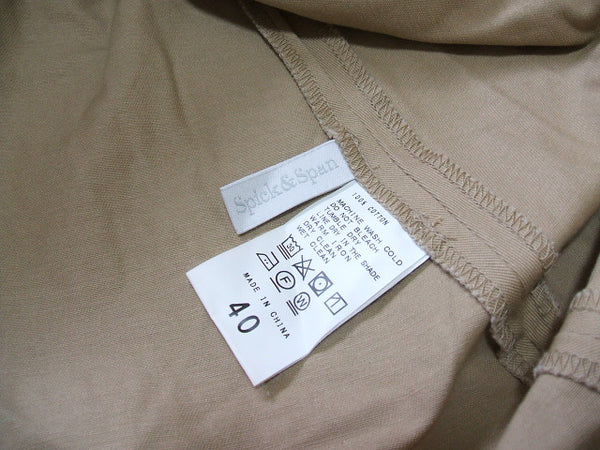 Spick&Span
100% COTTON
MACHINE WASH COLD
DO NOT BLEACH
TUMBLE DRY
LINE DRY IN THE SHADE
WARM IRON
DRY CLEAN
WET CLEAN
F W
MADE IN CHINA
40